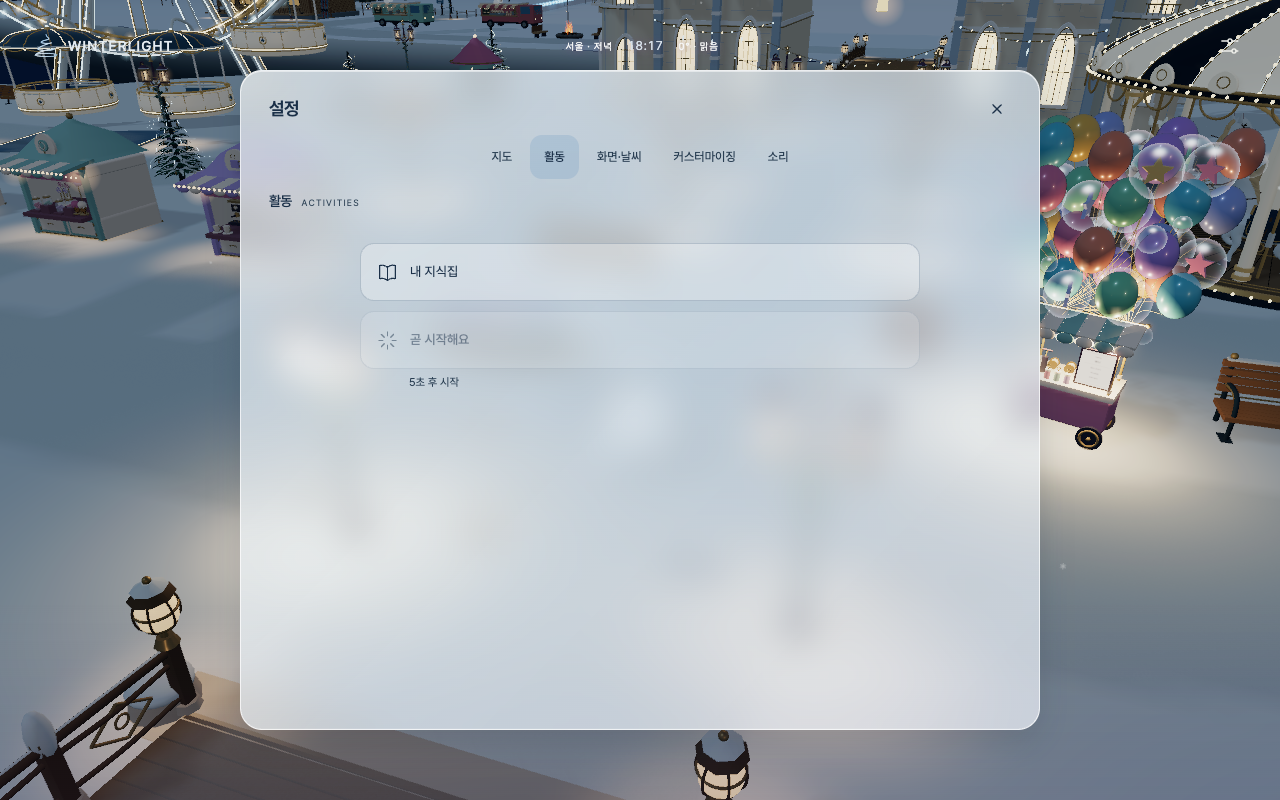 WINTERLIGHT
서울 · 저녁 18:17 맑음
설정
지도 활동 화면·날씨 커스터마이징 소리
활동 ACTIVITIES
내 지식집
곧 시작해요
5초 후 시작